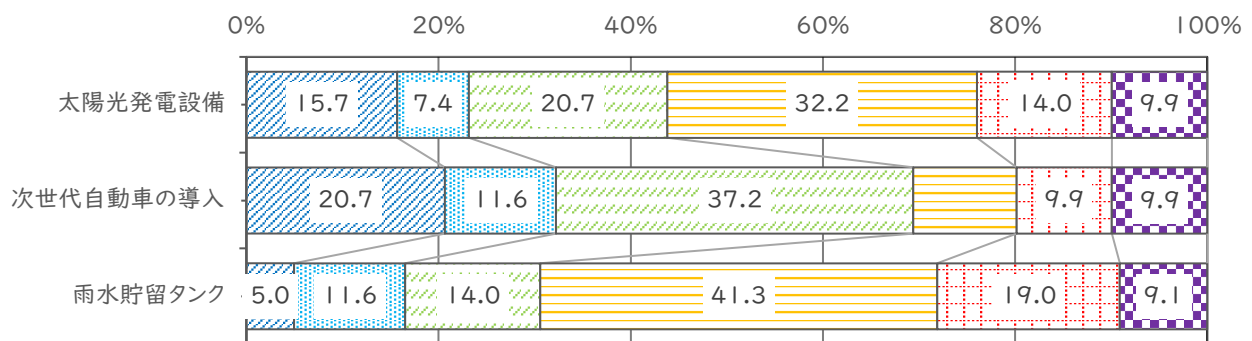 0% 20% 40% 60% 80% 100%
太陽光発電設備 15.7 7.4 20.7 32.2 14.0 9.9
次世代自動車の導入 20.7 11.6 37.2 9.9 9.9
雨水貯留タンク 5.0 11.6 14.0 41.3 19.0 9.1